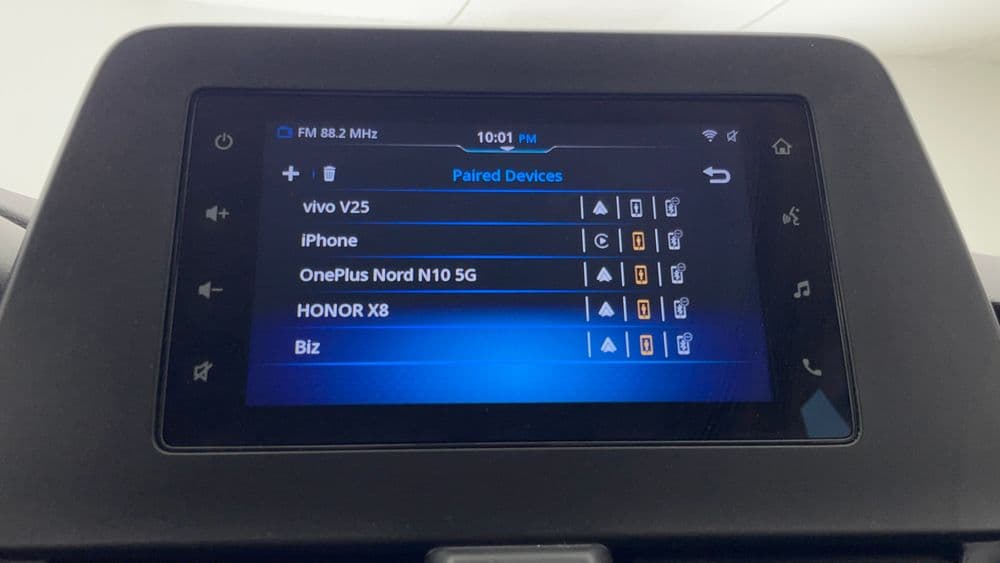 FM 88.2 MHz
10:01 PM
Paired Devices
vivo V25
iPhone
OnePlus Nord N10 5G
HONOR X8
Biz